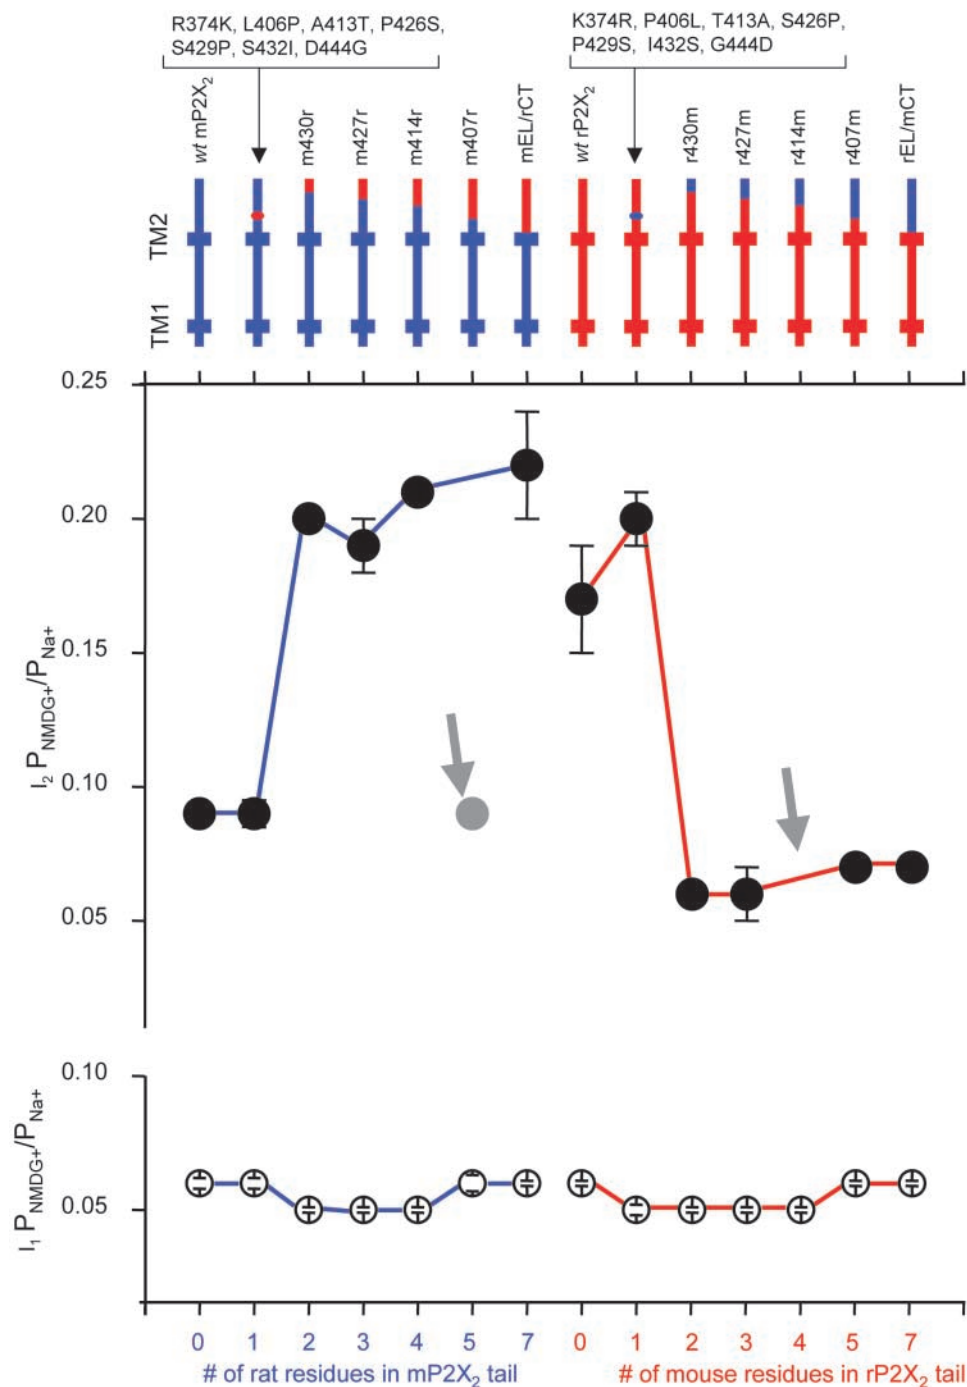 R374K, L406P, A413T, P426S,
S429P, S432I, D444G
K374R, P406L, T413A, S426P,
P429S, I432S, G444D
wt mP2X2
m430r
m427r
m414r
m407r
mEL/rCT
wt rP2X2
r430m
r427m
r414m
r407m
rEL/mCT
TM2
TM1
0.25
0.20
0.15
0.10
0.05
I2 PNMDG+/PNa+
0.10
0.05
I1 PNMDG+/PNa+
0 1 2 3 4 5 7 0 1 2 3 4 5 7
# of rat residues in mP2X2 tail # of mouse residues in rP2X2 tail